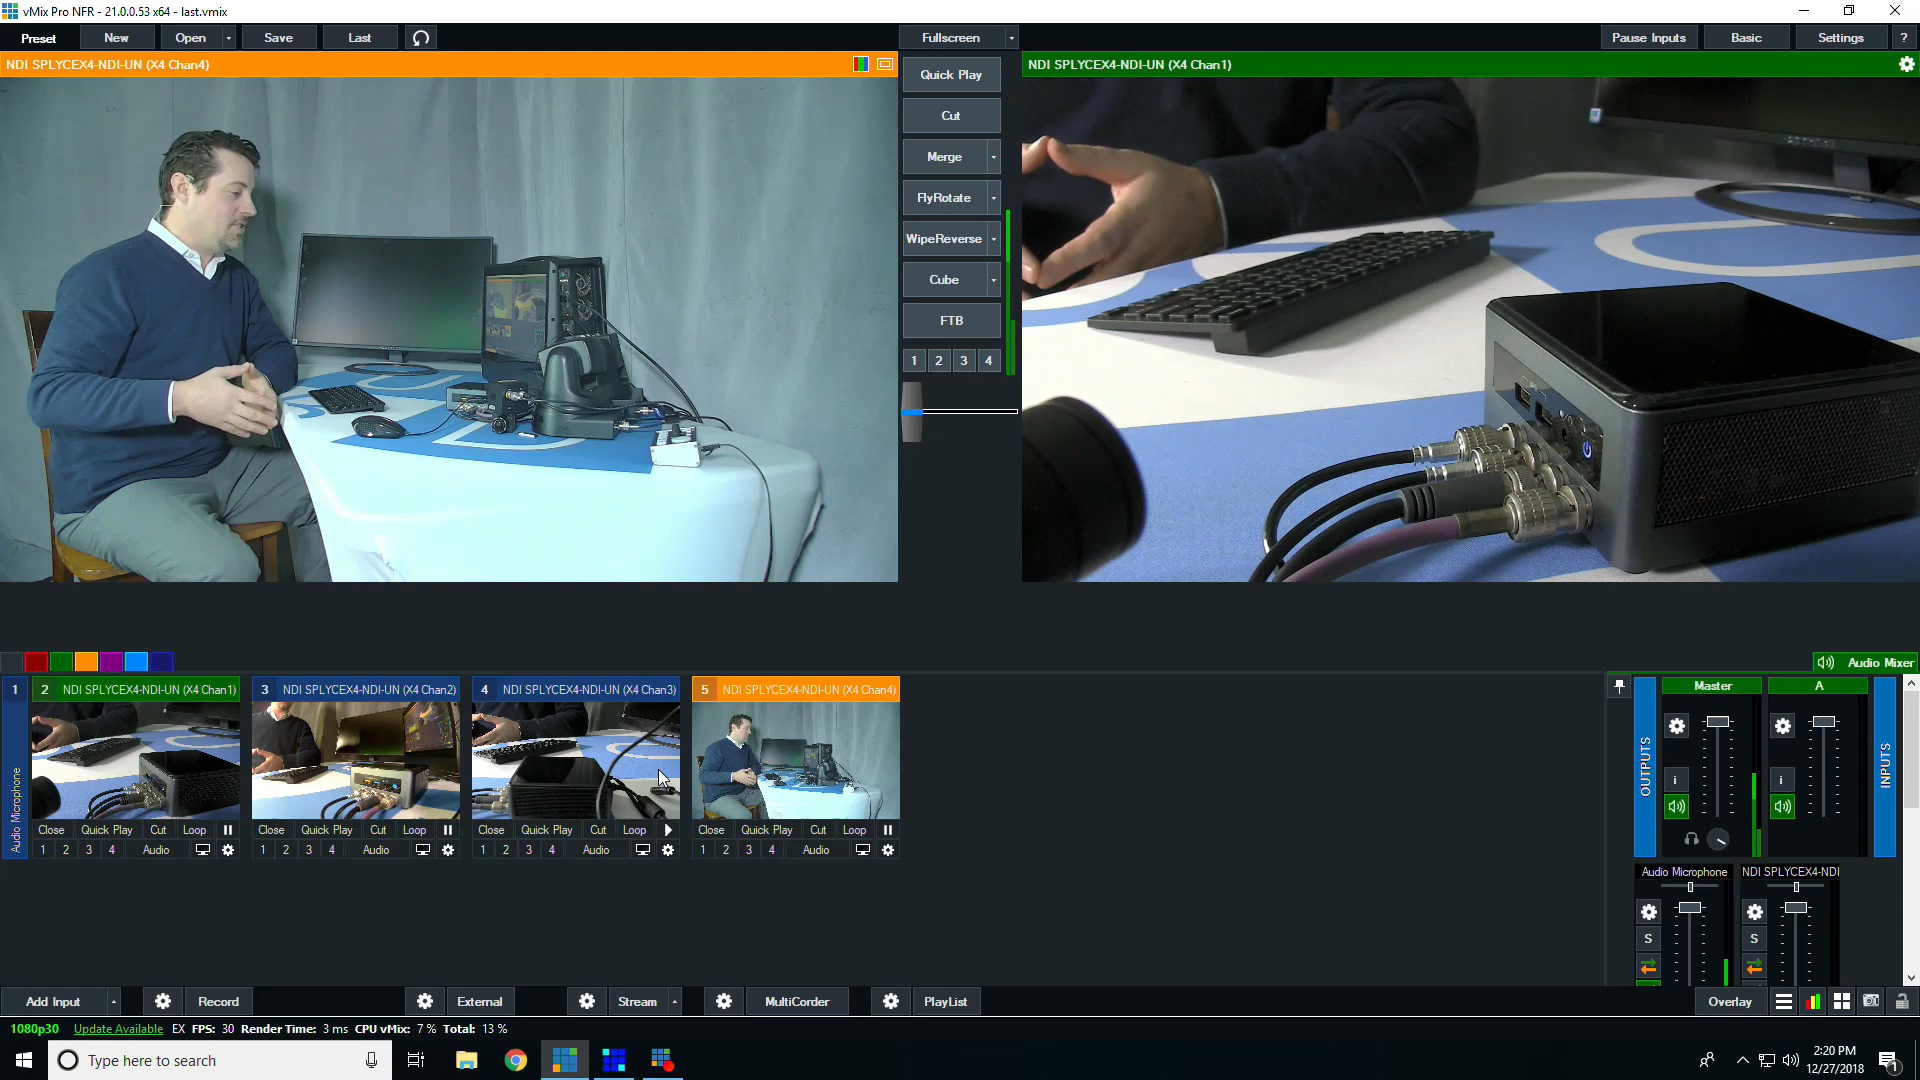 vMix Pro NFR - 21.0.0.53 x64 - last.vmix
Preset New Open Save Last Fullscreen Pause Inputs Basic Settings ?
NDI SPLYCEX4-NDI-UN (X4 Chan4)
NDI SPLYCEX4-NDI-UN (X4 Chan1)
Quick Play
Cut
Merge
FlyRotate
WipeReverse
Cube
FTB
1 2 3 4
Audio Mixer
1 Audio Microphone
2 NDI SPLYCEX4-NDI-UN (X4 Chan1)
Close Quick Play Cut Loop
1 2 3 4 Audio
3 NDI SPLYCEX4-NDI-UN (X4 Chan2)
Close Quick Play Cut Loop
1 2 3 4 Audio
4 NDI SPLYCEX4-NDI-UN (X4 Chan3)
Close Quick Play Cut Loop
1 2 3 4 Audio
5 NDI SPLYCEX4-NDI-UN (X4 Chan4)
Close Quick Play Cut Loop
1 2 3 4 Audio
OUTPUTS
Master
i
A
i
INPUTS
Audio Microphone
S
NDI SPLYCEX4-NDI
S
Add Input Record External Stream MultiCorder PlayList Overlay
1080p30 Update Available EX FPS: 30 Render Time: 3 ms CPU vMix: 7 % Total: 13 %
Type here to search
2:20 PM
12/27/2018
1